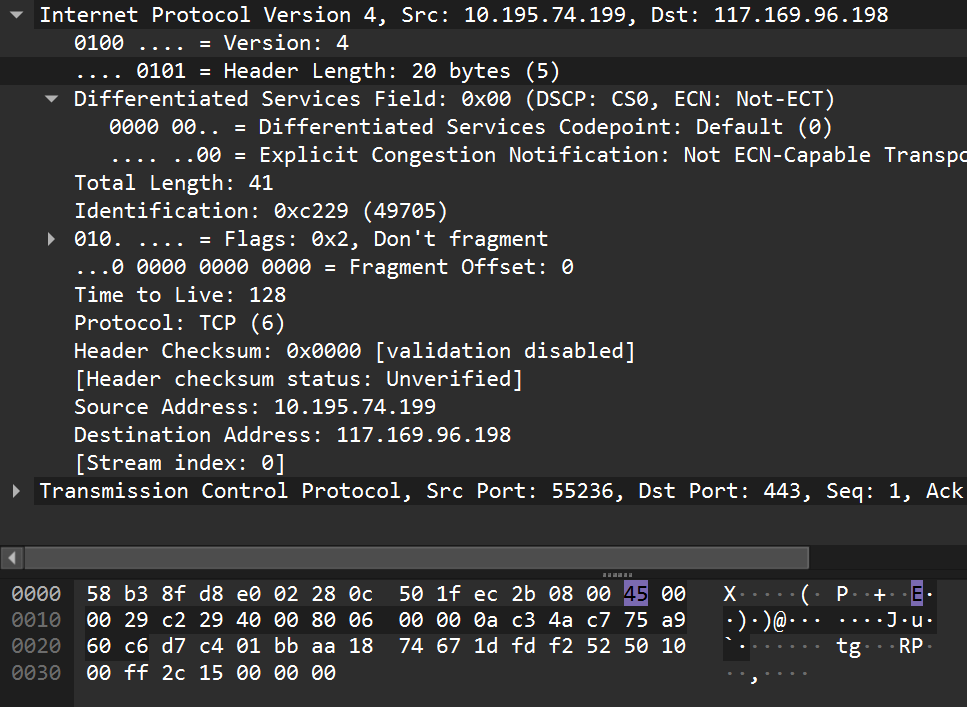 Internet Protocol Version 4, Src: 10.195.74.199, Dst: 117.169.96.198
0100 .... = Version: 4
.... 0101 = Header Length: 20 bytes (5)
Differentiated Services Field: 0x00 (DSCP: CS0, ECN: Not-ECT)
0000 00.. = Differentiated Services Codepoint: Default (0)
.... ..00 = Explicit Congestion Notification: Not ECN-Capable Transpo
Total Length: 41
Identification: 0xc229 (49705)
010. .... = Flags: 0x2, Don't fragment
...0 0000 0000 0000 = Fragment Offset: 0
Time to Live: 128
Protocol: TCP (6)
Header Checksum: 0x0000 [validation disabled]
[Header checksum status: Unverified]
Source Address: 10.195.74.199
Destination Address: 117.169.96.198
[Stream index: 0]
Transmission Control Protocol, Src Port: 55236, Dst Port: 443, Seq: 1, Ack
0000 58 b3 8f d8 e0 02 28 0c 50 1f ec 2b 08 00 45 00 X·····(· P··+··E·
0010 00 29 c2 29 40 00 80 06 00 00 0a c3 4a c7 75 a9 ·)·)@··· ····J·u·
0020 60 c6 d7 c4 01 bb aa 18 74 67 1d fd f2 52 50 10 `······· tg···RP·
0030 00 ff 2c 15 00 00 00 ··,····